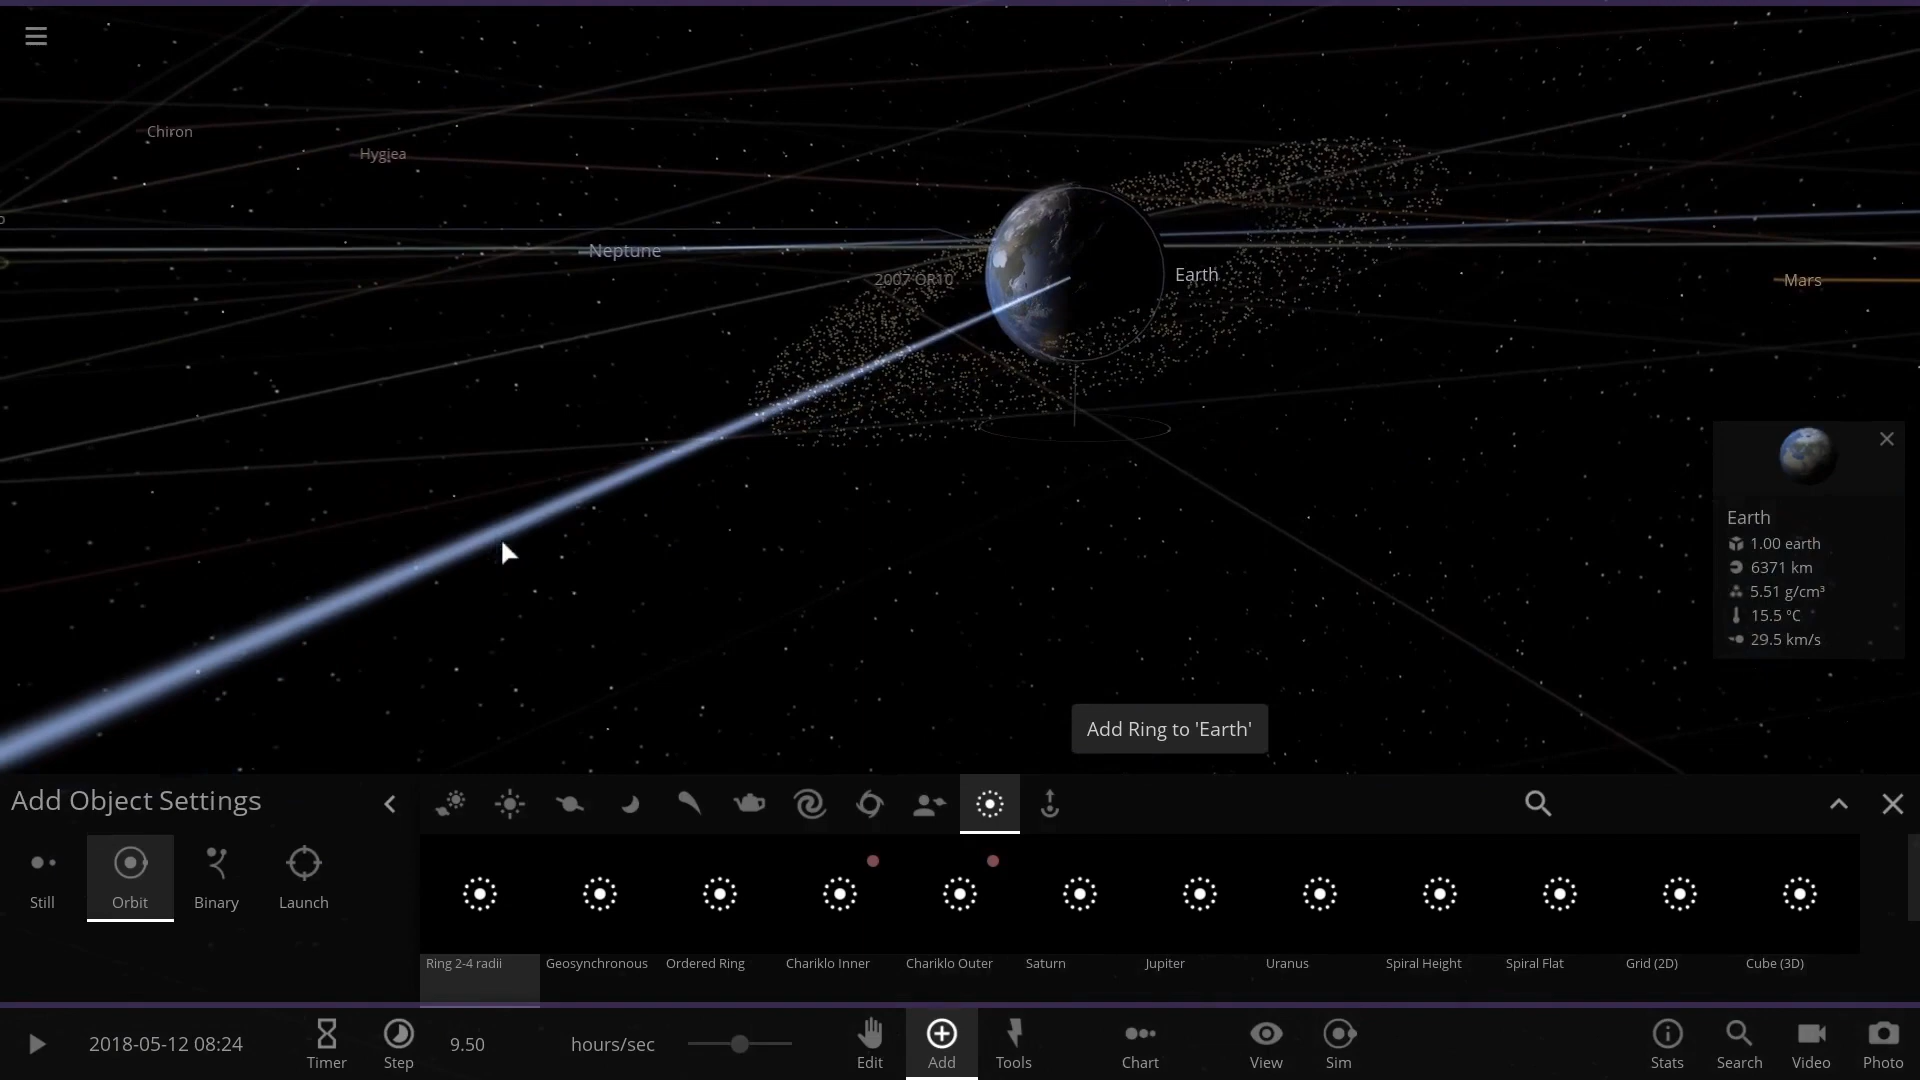 Chiron
Hygiea
Neptune
2007 OR10
Earth
Mars
Earth
1.00 earth
6371 km
5.51 g/cm³
15.5 °C
29.5 km/s
Add Ring to 'Earth'
Add Object Settings
Still
Orbit
Binary
Launch
Ring 2-4 radii
Geosynchronous
Ordered Ring
Chariklo Inner
Chariklo Outer
Saturn
Jupiter
Uranus
Spiral Height
Spiral Flat
Grid (2D)
Cube (3D)
2018-05-12 08:24
Timer
Step
9.50
hours/sec
Edit
Add
Tools
Chart
View
Sim
Stats
Search
Video
Photo